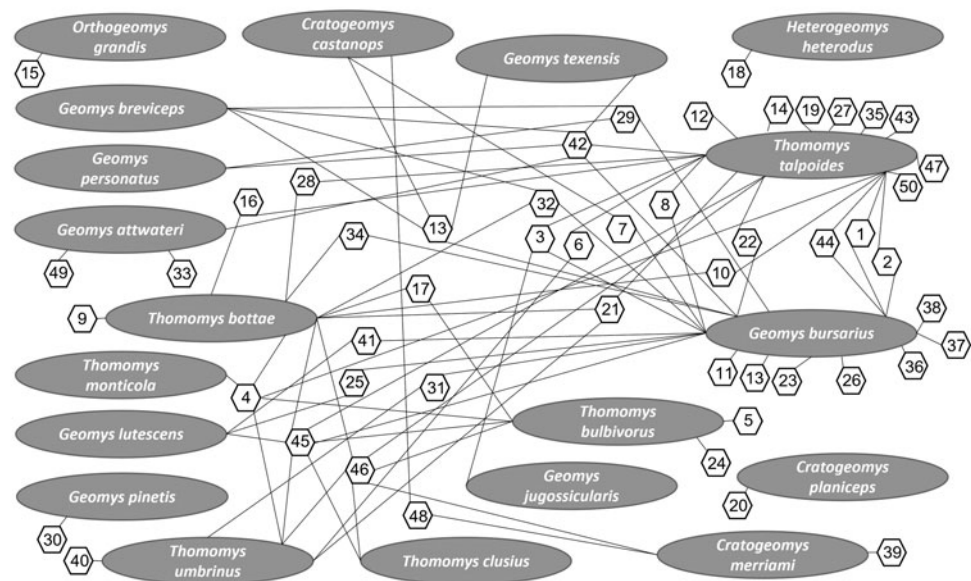 Orthogeomys
grandis
Cratogeomys
castanops
Geomys texensis
Heterogeomys
heterodus
15
18
Geomys breviceps
29
12
14
19
27
35
43
42
Thomomys
talpoides
Geomys
personatus
28
47
50
16
32
8
Geomys attwateri
34
13
3
6
7
22
44
1
2
49
33
10
17
9
Thomomys bottae
21
Geomys bursarius
38
37
41
Thomomys
monticola
25
31
11
13
23
26
36
4
Geomys lutescens
45
Thomomys
bulbivorus
5
24
46
Geomys pinetis
Geomys
jugossicularis
Cratogeomys
planiceps
20
30
48
40
Thomomys
umbrinus
Thomomys clusius
Cratogeomys
merriami
39